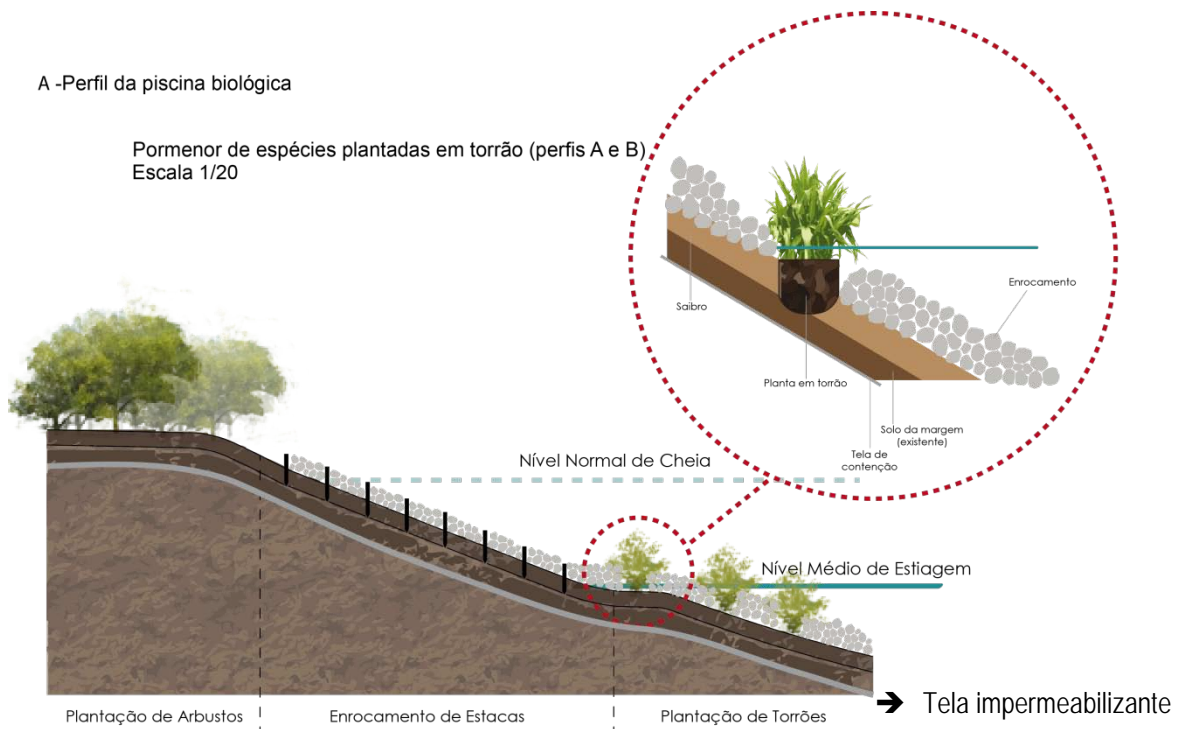 A -Perfil da piscina biológica
Pormenor de espécies plantadas em torrão (perfis A e B)
Escala 1/20
Enrocamento
Saibro
Planta em torrão
Solo da margem
(existente)
Tela de
contenção
Nível Normal de Cheia
Nível Médio de Estiagem
➔ Tela impermeabilizante
Plantação de Arbustos
Enrocamento de Estacas
Plantação de Torrões